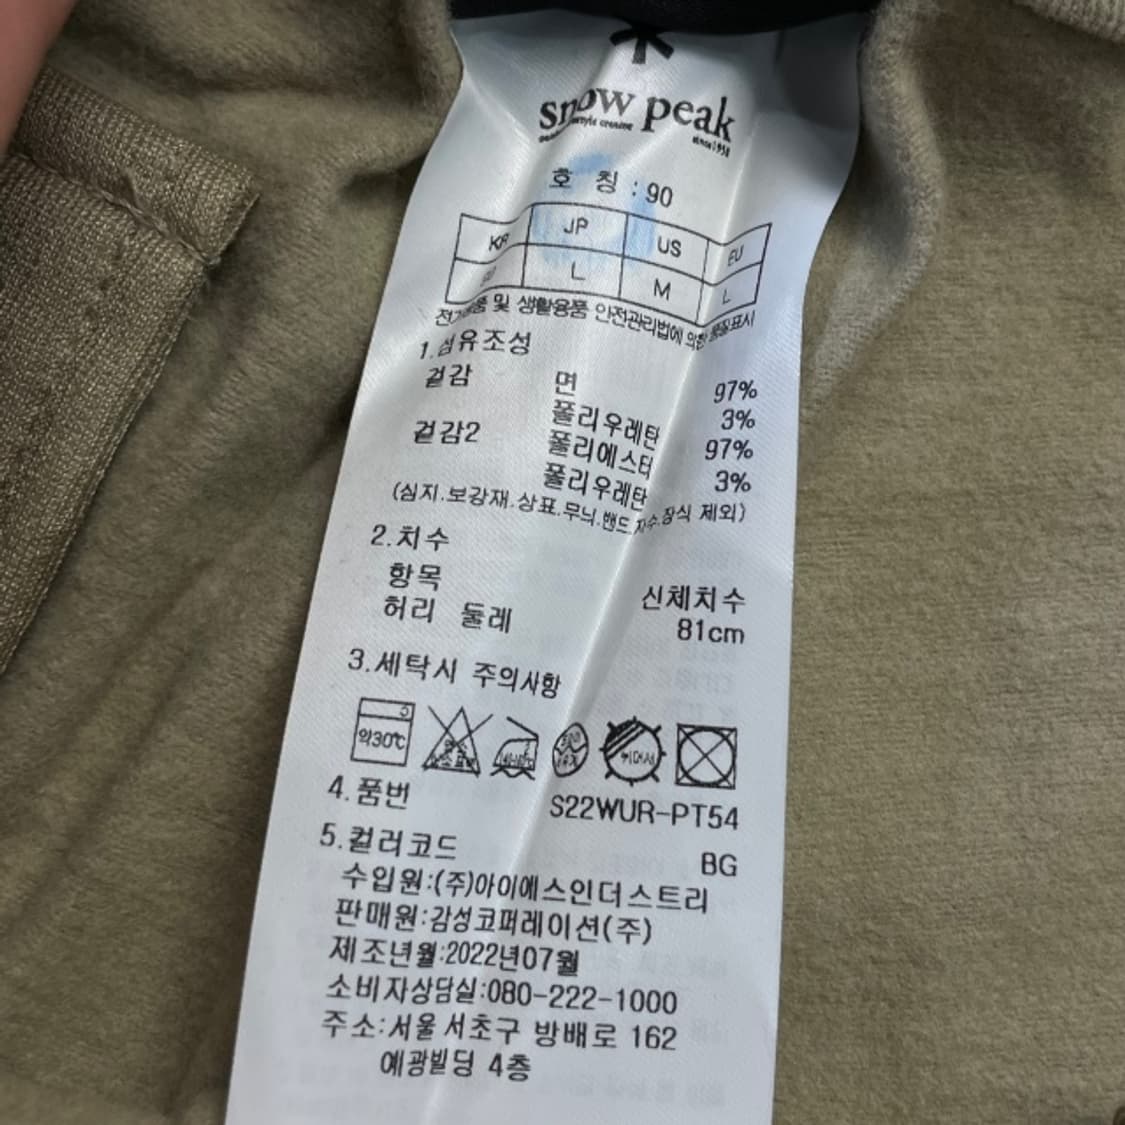 snow peak
since 1958
호 칭 : 90
KR JP US EU
L M L
생활용품 안전관리법에 의한 품질표시
1.섬유조성
겉감 면 97%
폴리우레탄 3%
겉감2 폴리에스터 97%
폴리우레탄 3%
(심지.보강재.상표.무늬.밴드.자수.장식 제외)
2.치수
항목 신체치수
허리 둘레 81cm
3.세탁시 주의사항
약30℃
4.품번 S22WUR-PT54
5.컬러코드 BG
수입원:(주)아이에스인더스트리
판매원:감성코퍼레이션(주)
제조년월:2022년07월
소비자상담실:080-222-1000
주소:서울 서초구 방배로 162
예광빌딩 4층